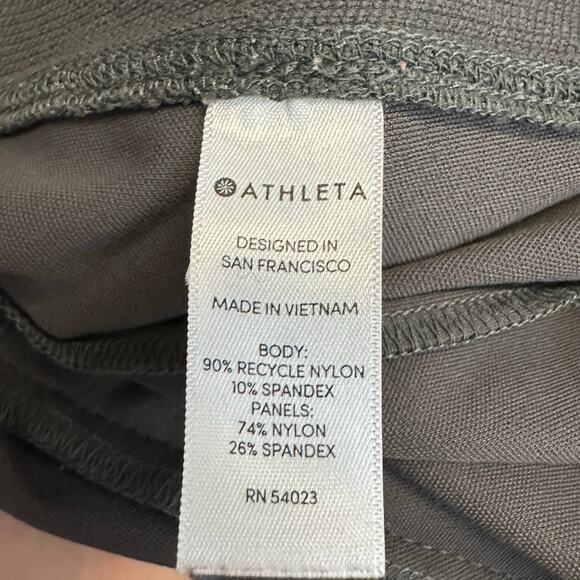 ATHLETA
DESIGNED IN
SAN FRANCISCO
MADE IN VIETNAM
BODY:
90% RECYCLE NYLON
10% SPANDEX
PANELS:
74% NYLON
26% SPANDEX
RN 54023